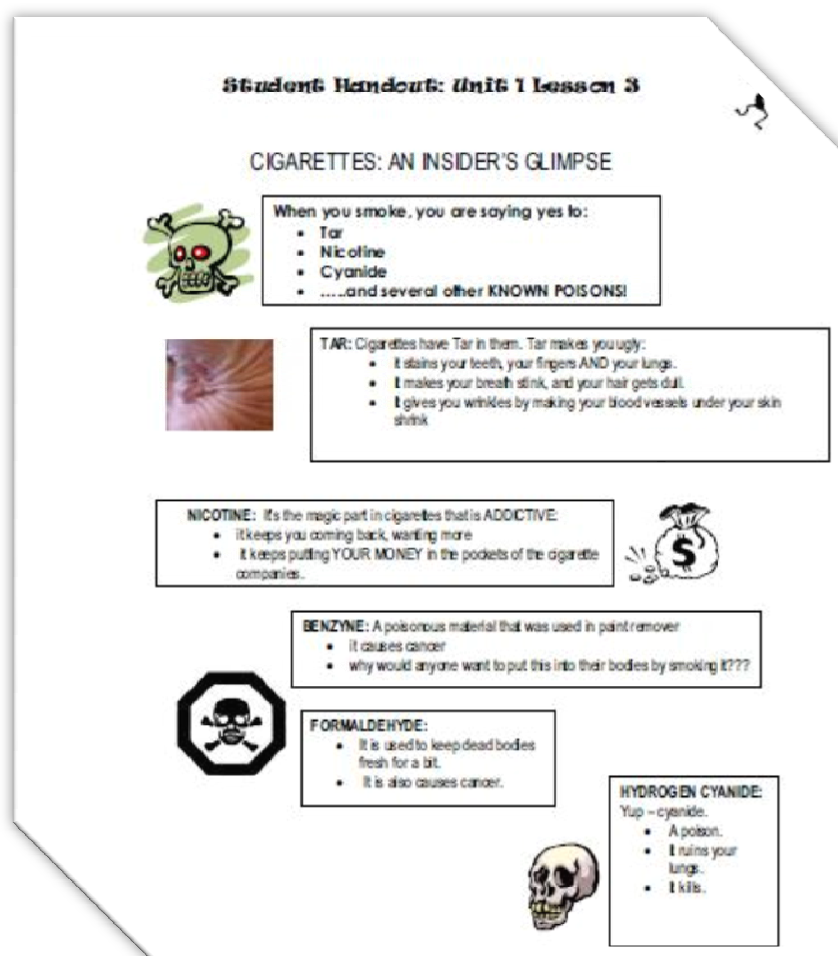 Student Handout: Unit 1 Lesson 3
CIGARETTES: AN INSIDER'S GLIMPSE
When you smoke, you are saying yes to:
• Tar
• Nicotine
• Cyanide
• .....and several other KNOWN POISONS!
TAR: Cigarettes have Tar in them. Tar makes you ugly:
• It stains your teeth, your fingers AND your lungs.
• It makes your breath stink, and your hair gets dull.
• It gives you wrinkles by making your blood vessels under your skin
shrink
NICOTINE: It's the magic part in cigarettes that is ADDICTIVE:
• it keeps you coming back, wanting more
• It keeps putting YOUR MONEY in the pockets of the cigarette
companies.
$
BENZYNE: A poisonous material that was used in paint remover
• it causes cancer
• why would anyone want to put this into their bodies by smoking it???
FORMALDEHYDE:
• It is used to keep dead bodies
fresh for a bit.
• It is also causes cancer.
HYDROGEN CYANIDE:
Yup – cyanide.
• A poison.
• It ruins your
lungs.
• It kills.